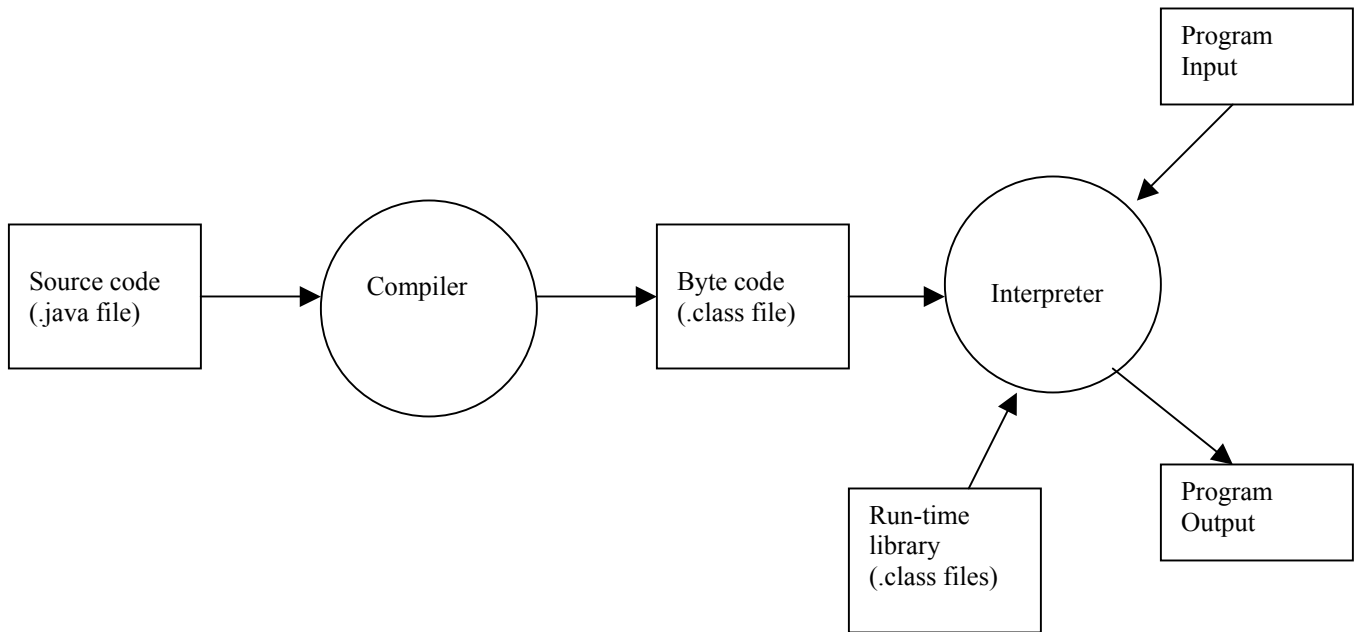 Program
Input
Source code
(.java file)
Compiler
Byte code
(.class file)
Interpreter
Run-time
library
(.class files)
Program
Output